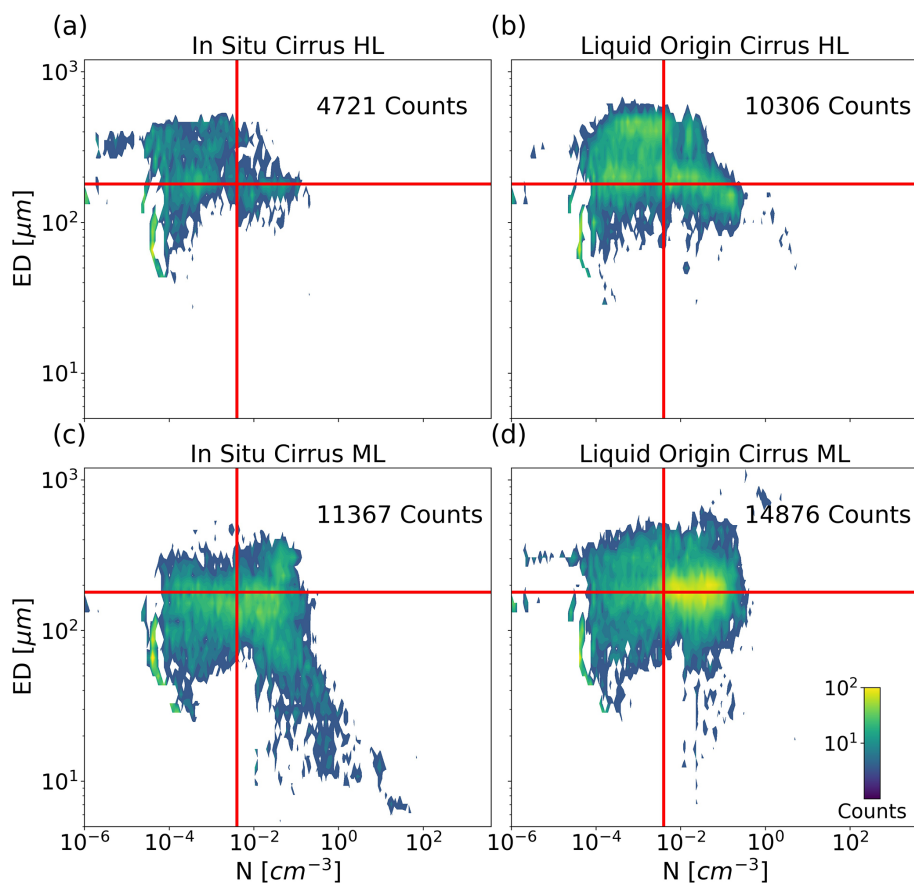 (a)
In Situ Cirrus HL
(b)
Liquid Origin Cirrus HL
10³
4721 Counts
10306 Counts
ED [μm]
10²
10¹
(c)
In Situ Cirrus ML
(d)
Liquid Origin Cirrus ML
10³
11367 Counts
14876 Counts
ED [μm]
10²
10¹
10²
10¹
Counts
10⁻⁶ 10⁻⁴ 10⁻² 10⁰ 10²
10⁻⁶ 10⁻⁴ 10⁻² 10⁰ 10²
N [cm⁻³]
N [cm⁻³]